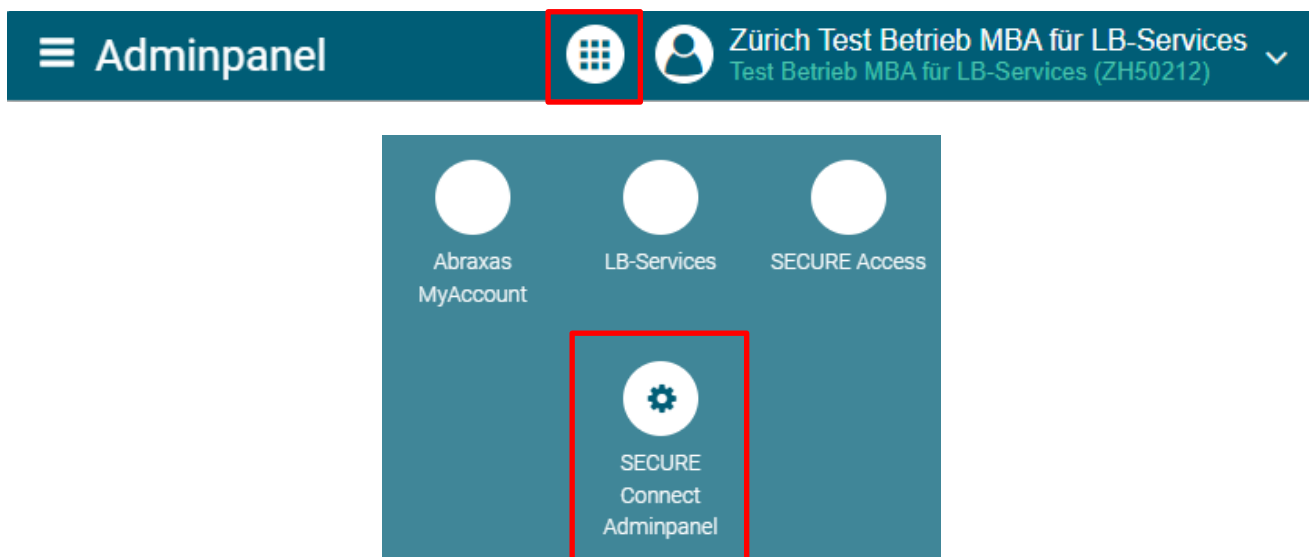 Adminpanel
Zürich Test Betrieb MBA für LB-Services
Test Betrieb MBA für LB-Services (ZH50212)
Abraxas
MyAccount
LB-Services
SECURE Access
SECURE
Connect
Adminpanel